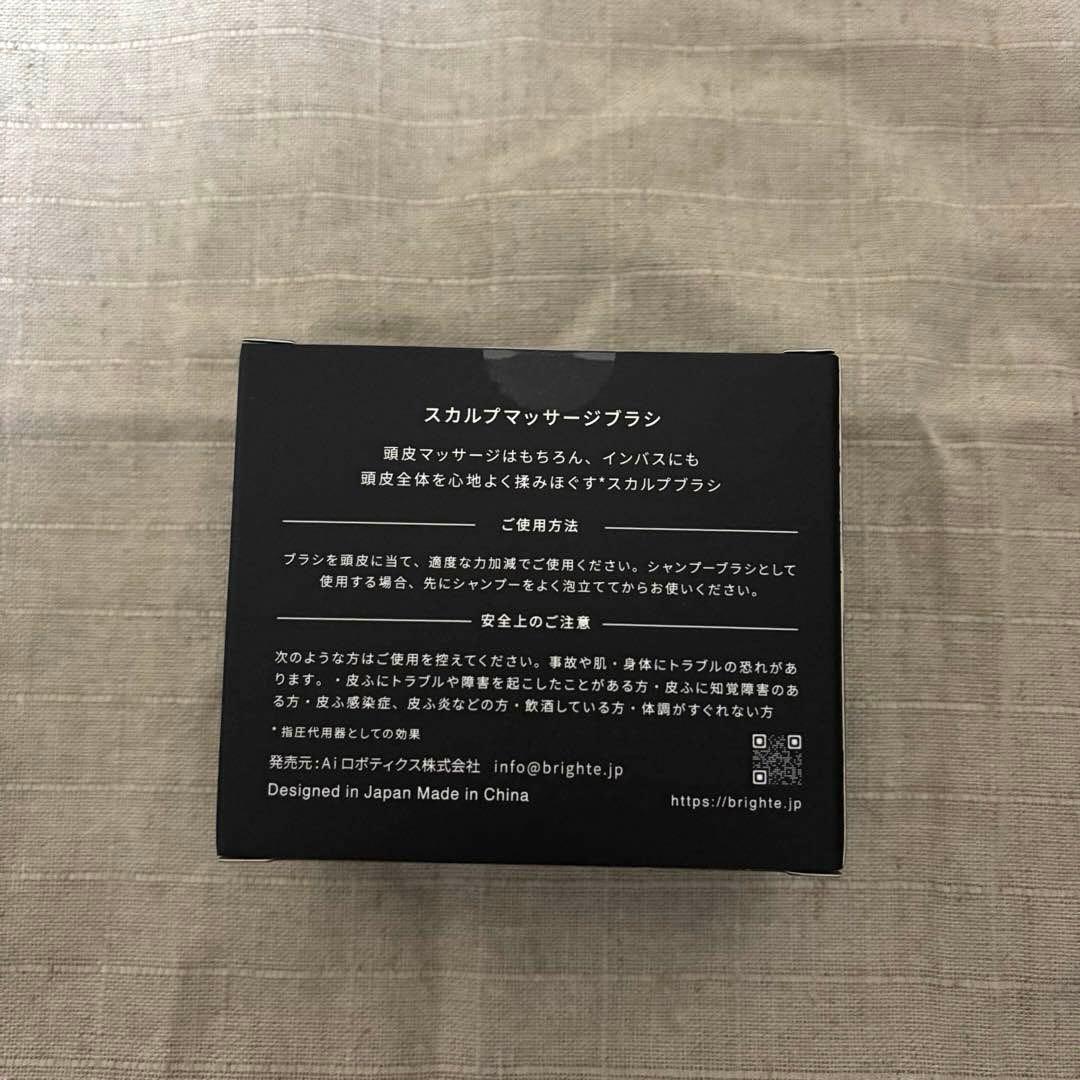 スカルプマッサージブラシ
頭皮マッサージはもちろん、インバスにも
頭皮全体を心地よく揉みほぐす*スカルプブラシ
ご使用方法
ブラシを頭皮に当て、適度な力加減でご使用ください。シャンプーブラシとして
使用する場合、先にシャンプーをよく泡立ててからお使いください。
安全上のご注意
次のような方はご使用を控えてください。事故や肌・身体にトラブルの恐れがあ
ります。・皮ふにトラブルや障害を起こしたことがある方・皮ふに知覚障害のあ
る方・皮ふ感染症、皮ふ炎などの方・飲酒している方・体調がすぐれない方
* 指圧代用器としての効果
発売元:Aiロボティクス株式会社 info@brighte.jp
Designed in Japan Made in China
https://brighte.jp